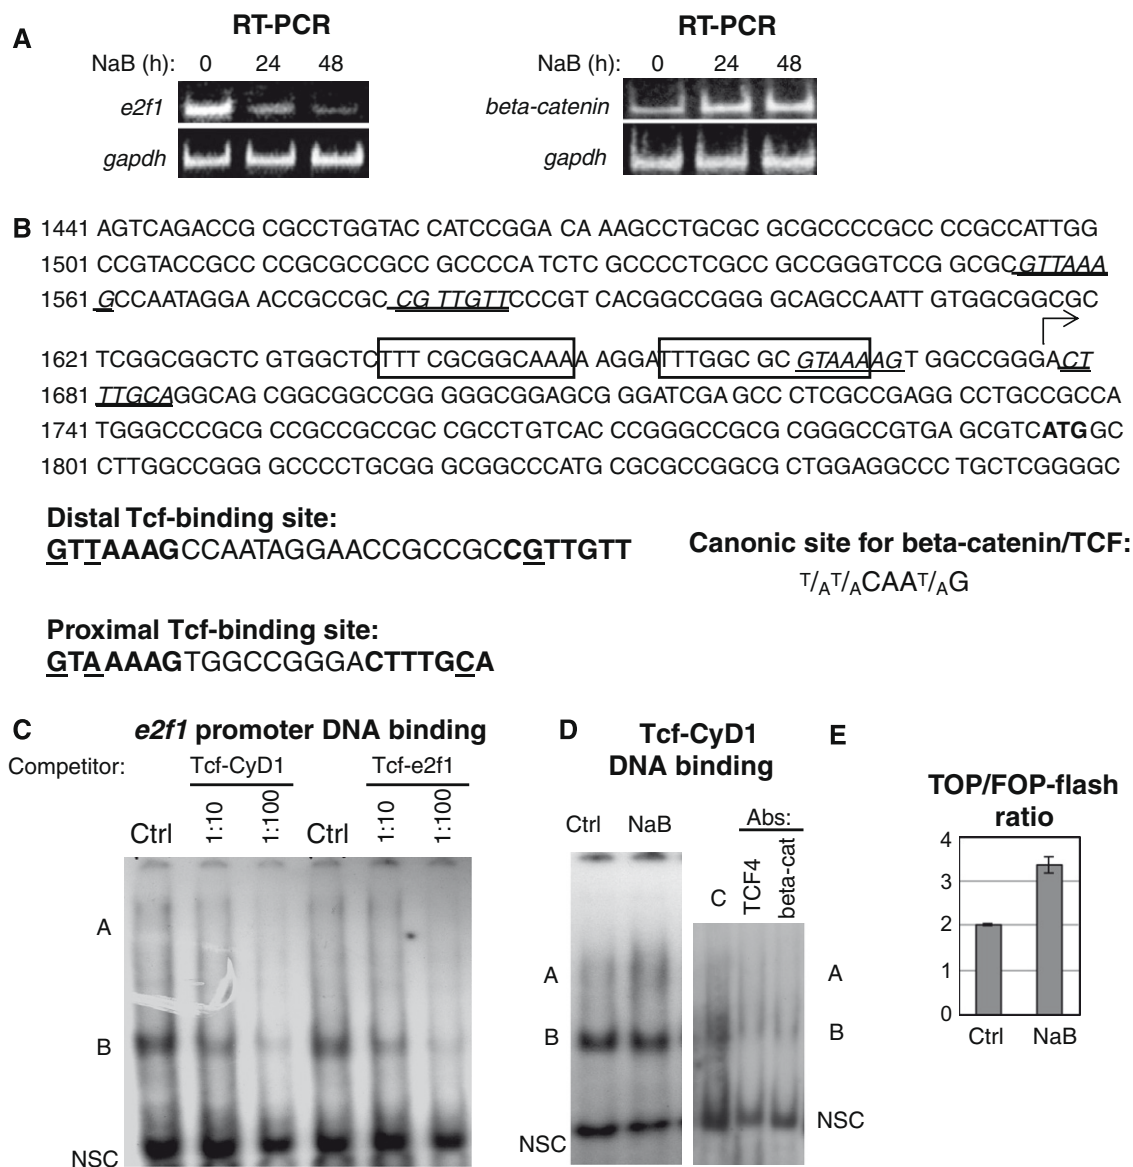 A
RT-PCR
NaB (h): 0 24 48
e2f1
gapdh
RT-PCR
NaB (h): 0 24 48
beta-catenin
gapdh
B
1441 AGTCAGACCG CGCCTGGTAC CATCCGGA CA AAGCCTGCGC GCGCCCCGCC CCGCCATTGG
1501 CCGTACCGCC CCGCGCCGCC GCCCCA TCTC GCCCCTCGCC GCCGGGTCCG GCGCGTTAAA
1561 GCCAATAGGA ACCGCCGC CG TTGTTCCCGT CACGGCCGGG GCAGCCAATT GTGGCGGCGC
1621 TCGGCGGCTC GTGGCTCTTT CGCGGCAAAA AGGATTTGGC GC GTAAAAGT GGCCGGGACT
1681 TTGCAGGCAG CGGCGGCCGG GGGCGGAGCG GGATCGA GCC CTCGCCGAGG CCTGCCGCCA
1741 TGGGCCCGCG CCGCCGCCGC CGCCTGTCAC CCGGGCCGCG CGGGCCGTGA GCGTCATGGC
1801 CTTGGCCGGG GCCCCTGCGG GCGGCCCATG CGCGCCGGCG CTGGAGGCCC TGCTCGGGGC
Distal Tcf-binding site:
GTTAAAGCCAATAGGAACCGCCGCCGTTGTT
Canonic site for beta-catenin/TCF:
T/AT/ACAAT/AG
Proximal Tcf-binding site:
GTAAAAGTGGCCGGGACTTTGCA
C
e2f1 promoter DNA binding
Competitor: Tcf-CyD1 Tcf-e2f1
Ctrl 1:10 1:100 Ctrl 1:10 1:100
A
B
NSC
D
Tcf-CyD1
DNA binding
Ctrl NaB
Abs:
C TCF4 beta-cat
A
B
NSC
A
B
NSC
E
TOP/FOP-flash
ratio
4
3
2
1
0
Ctrl NaB